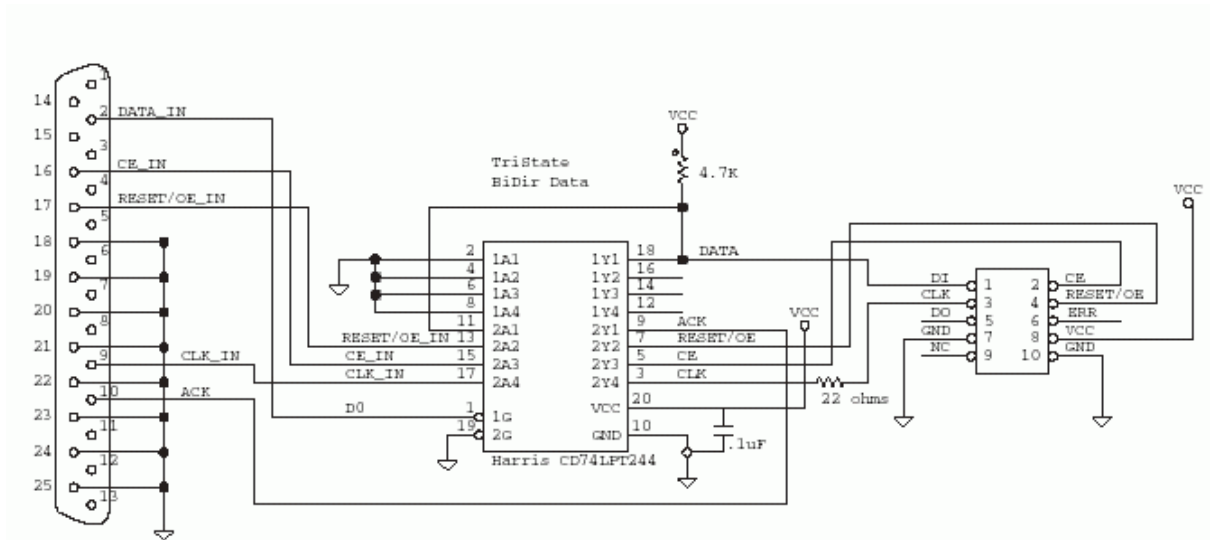 1
14
2 DATA_IN
15
3
16 CE_IN
4
17 RESET/OE_IN
5
18
6
19
7
20
8
21
9 CLK_IN
22
10 ACK
23
11
24
12
25
13
TriState
BiDir Data
VCC
4.7K
2 1A1 1Y1 18 DATA
4 1A2 1Y2 16
6 1A3 1Y3 14
8 1A4 1Y4 12
11 2A1 2Y1 9 ACK
RESET/OE_IN 13 2A2 2Y2 7 RESET/OE
CE_IN 15 2A3 2Y3 5 CE
CLK_IN 17 2A4 2Y4 3 CLK
VCC 20
D0 1 1G
19 2G GND 10
Harris CD74LPT244
VCC
22 ohms
.1uF
VCC
DI 1 2 CE
CLK 3 4 RESET/OE
DO 5 6 ERR
GND 7 8 VCC
NC 9 10 GND